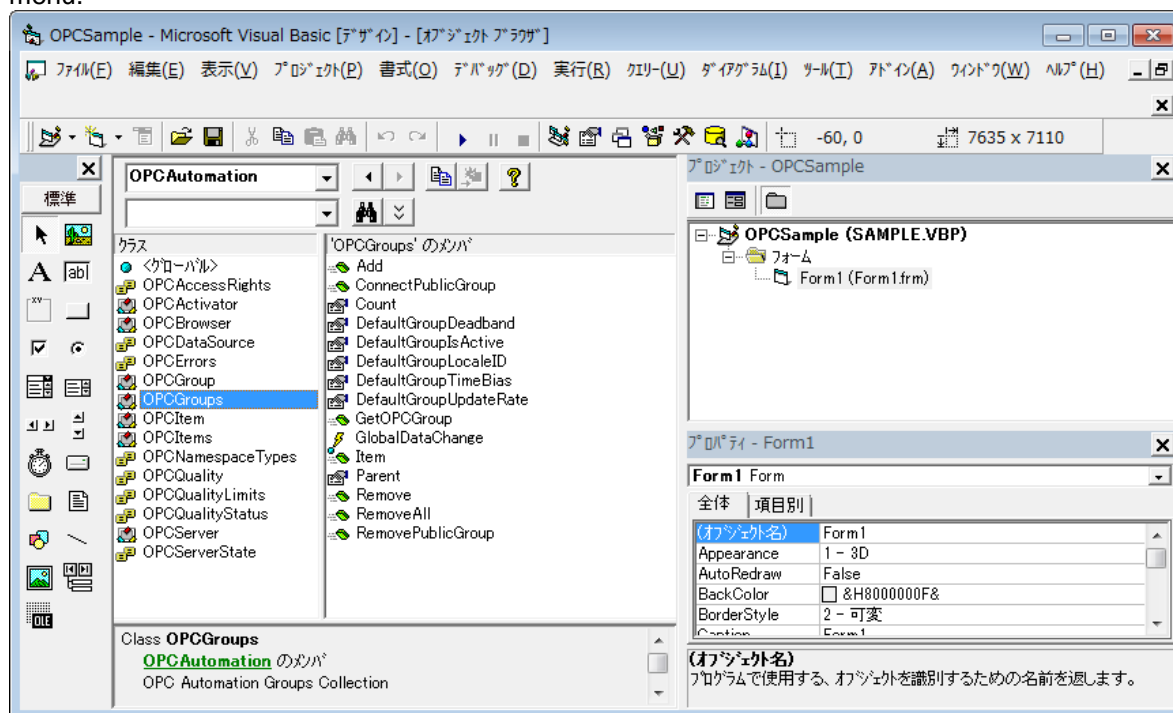 menu.
OPCSample - Microsoft Visual Basic [ﾃﾞｻﾞｲﾝ] - [ｵﾌﾞｼﾞｪｸﾄ ﾌﾞﾗｳｻﾞ]
ﾌｧｲﾙ(F) 編集(E) 表示(V) ﾌﾟﾛｼﾞｪｸﾄ(P) 書式(O) ﾃﾞﾊﾞｯｸﾞ(D) 実行(R) ｸｴﾘｰ(U) ﾀﾞｲｱｸﾞﾗﾑ(I) ﾂｰﾙ(T) ｱﾄﾞｲﾝ(A) ｳｨﾝﾄﾞｳ(W) ﾍﾙﾌﾟ(H)
-60, 0 7635 x 7110
標準
OPCAutomation
クラス
<グローバル>
OPCAccessRights
OPCActivator
OPCBrowser
OPCDataSource
OPCErrors
OPCGroup
OPCGroups
OPCItem
OPCItems
OPCNamespaceTypes
OPCQuality
OPCQualityLimits
OPCQualityStatus
OPCServer
OPCServerState
'OPCGroups' のメンバ
Add
ConnectPublicGroup
Count
DefaultGroupDeadband
DefaultGroupIsActive
DefaultGroupLocaleID
DefaultGroupTimeBias
DefaultGroupUpdateRate
GetOPCGroup
GlobalDataChange
Item
Parent
Remove
RemoveAll
RemovePublicGroup
Class OPCGroups
OPCAutomation のメンバ
OPC Automation Groups Collection
ﾌﾟﾛｼﾞｪｸﾄ - OPCSample
OPCSample (SAMPLE.VBP)
フォーム
Form1 (Form1.frm)
ﾌﾟﾛﾊﾟﾃｨ - Form1
Form1 Form
全体 項目別
(オブジェクト名) Form1
Appearance 1 - 3D
AutoRedraw False
BackColor &H8000000F&
BorderStyle 2 - 可変
Caption Form1
(オブジェクト名)
プログラムで使用する、オブジェクトを識別するための名前を返します。